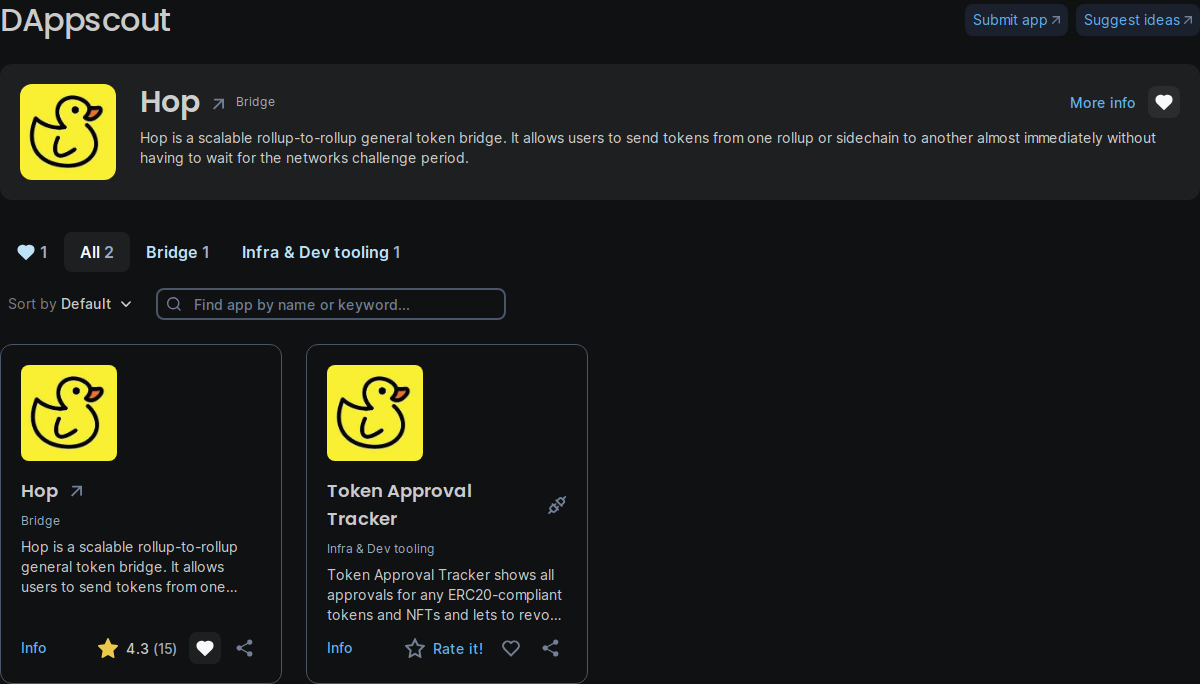 DAppscout
Submit app
Suggest ideas
Hop
Bridge
More info
Hop is a scalable rollup-to-rollup general token bridge. It allows users to send tokens from one rollup or sidechain to another almost immediately without
having to wait for the networks challenge period.
1
All 2
Bridge 1
Infra & Dev tooling 1
Sort by Default
Find app by name or keyword...
Hop
Bridge
Hop is a scalable rollup-to-rollup
general token bridge. It allows
users to send tokens from one...
Info
4.3 (15)
Token Approval
Tracker
Infra & Dev tooling
Token Approval Tracker shows all
approvals for any ERC20-compliant
tokens and NFTs and lets to revo...
Info
Rate it!